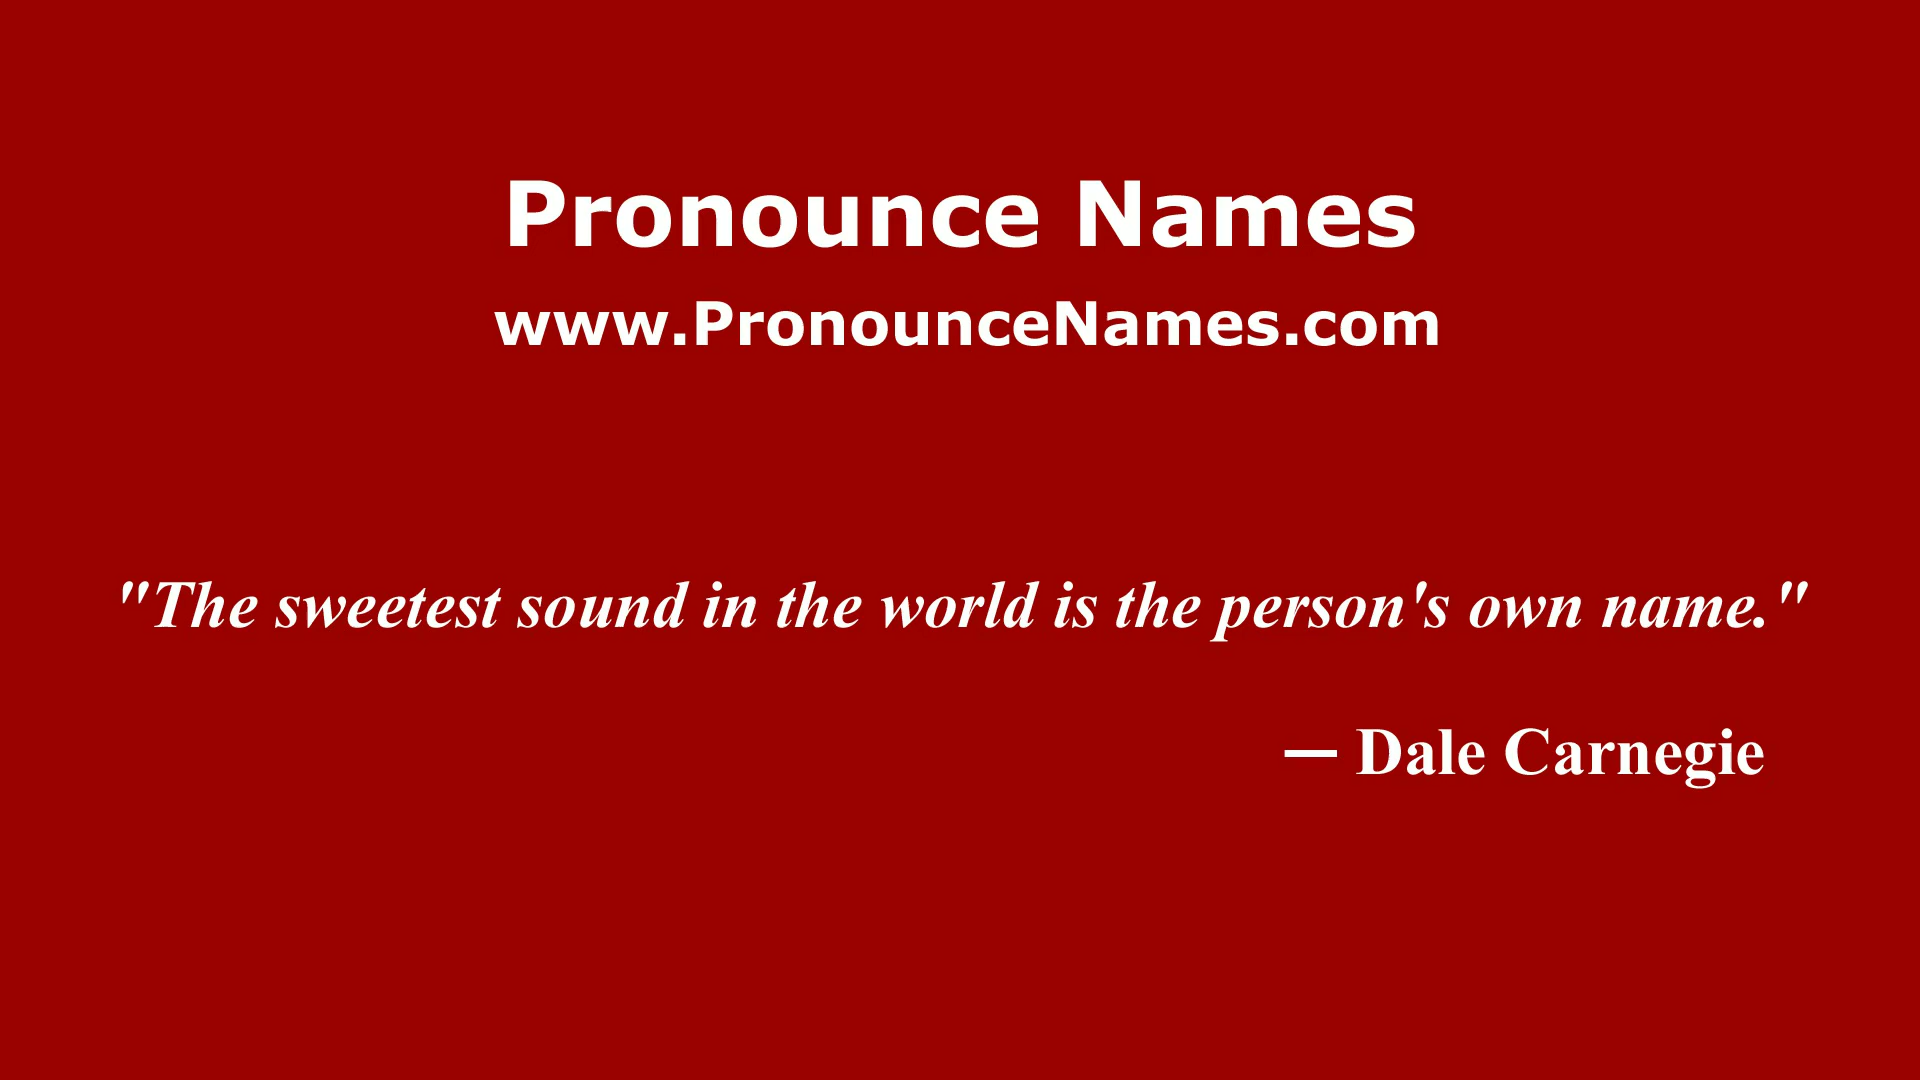 Pronounce Names
www.PronounceNames.com
"The sweetest sound in the world is the person's own name."
— Dale Carnegie